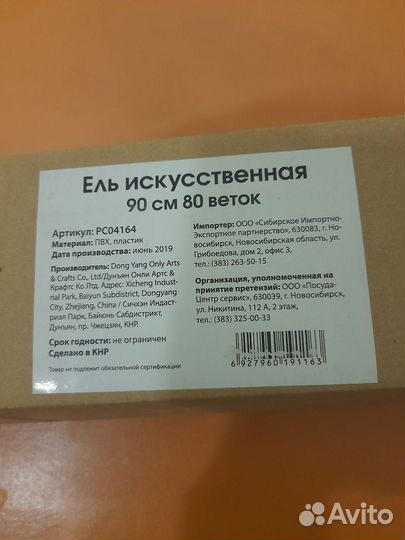 Ель искусственная
90 см 80 веток
Артикул: PC04164
Материал: ПВХ, пластик
Дата производства: июнь 2019
Производитель: Dong Yang Only Arts
& Crafts Co., Ltd/Дунъян Онли Артс &
Крафтс Ко Лтд. Адрес: Xicheng Indust-
rial Park, Baiyun Subdistrict, Dongyang
City, Zhejiang, China / Сичхэн Индаст-
риэл Парк, Байюнь Сабдистрикт,
Дунъян, пр. Чжецзян, КНР.
Срок годности: не ограничен
Сделано в КНР
Товар не подлежит обязательной сертификации
Импортер: ООО «Сибирское Импортно-
Экспортное партнерство», 630083, г. Но-
восибирск, Новосибирская область, ул.
Грибоедова, дом 2, офис 3,
тел.: (383) 263-50-15
Организация, уполномоченная на
принятие претензий: ООО «Посуда-
Центр сервис», 630039, г. Новосибирск,
ул. Никитина, 112 А, 2 этаж,
тел.: (383) 325-00-33
6 927960 191163
Avito